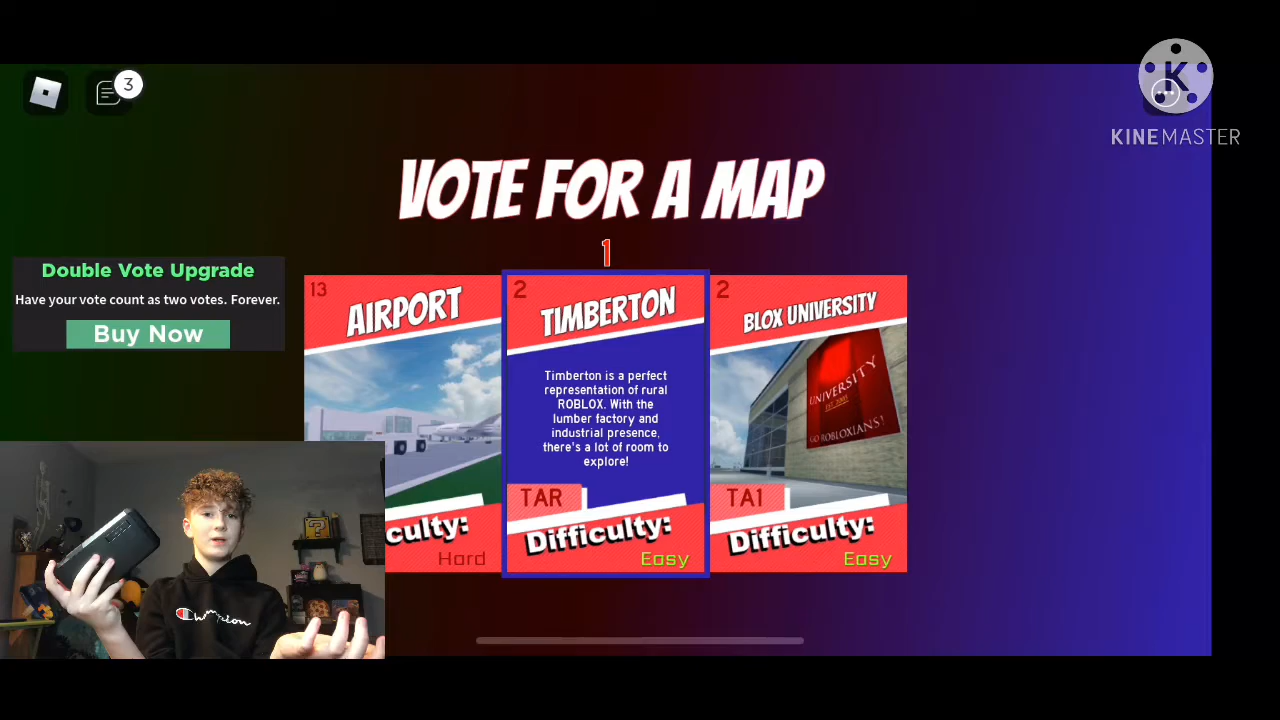 3
K
KINEMASTER
VOTE FOR A MAP
1
Double Vote Upgrade
Have your vote count as two votes. Forever.
Buy Now
13
AIRPORT
culty:
Hard
2
TIMBERTON
Timberton is a perfect
representation of rural
ROBLOX. With the
lumber factory and
industrial presence,
there's a lot of room to
explore!
TAR
Difficulty:
Easy
2
BLOX UNIVERSITY
UNIVERSITY
EST. 2005
GO ROBLOXIANS!
TA1
Difficulty:
Easy
Champion
?